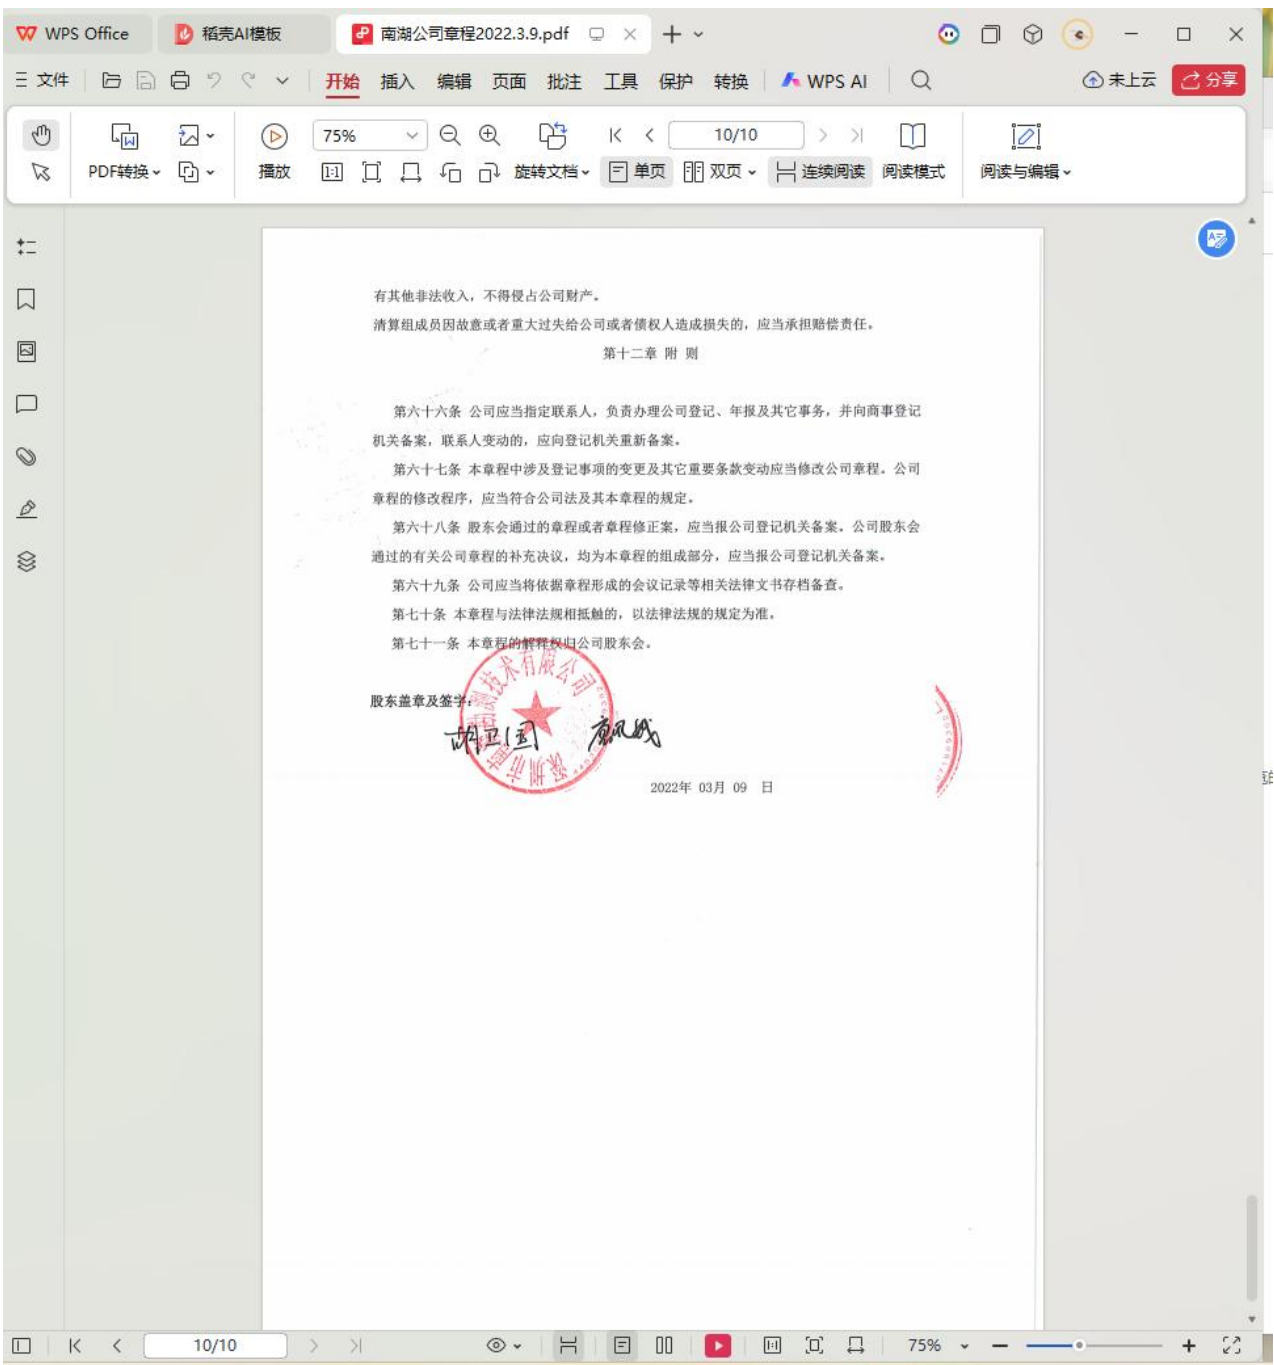 WPS Office
稻壳AI模板
南湖公司章程2022.3.9.pdf
文件
开始 插入 编辑 页面 批注 工具 保护 转换 WPS AI
未上云
分享
75%
10/10
PDF转换
播放
旋转文档
单页
双页
连续阅读
阅读模式
阅读与编辑
有其他非法收入，不得侵占公司财产。
清算组成员因故意或者重大过失给公司或者债权人造成损失的，应当承担赔偿责任。
第十二章 附 则
第六十六条 公司应当指定联系人，负责办理公司登记、年报及其它事务，并向商事登记
机关备案，联系人变动的，应向登记机关重新备案。
第六十七条 本章程中涉及登记事项的变更及其它重要条款变动应当修改公司章程。公司
章程的修改程序，应当符合公司法及其本章程的规定。
第六十八条 股东会通过的章程或者章程修正案，应当报公司登记机关备案。公司股东会
通过的有关公司章程的补充决议，均为本章程的组成部分，应当报公司登记机关备案。
第六十九条 公司应当将依据章程形成的会议记录等相关法律文书存档备查。
第七十条 本章程与法律法规相抵触的，以法律法规的规定为准。
第七十一条 本章程的解释权归公司股东会。
股东盖章及签字：
胡卫国
2022年 03月 09 日
10/10
75%